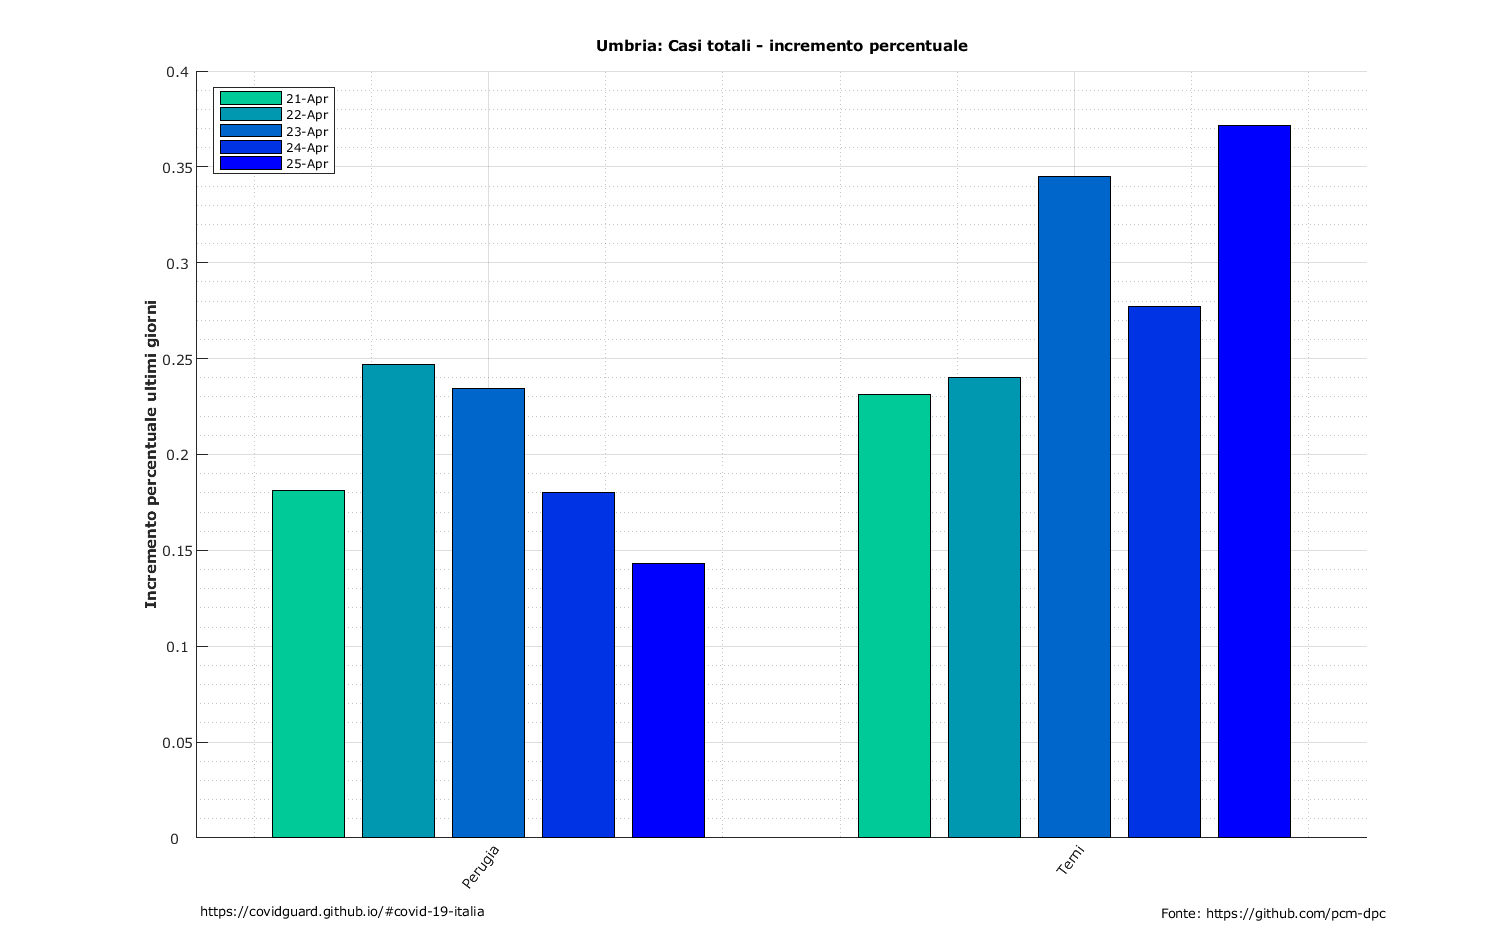 Umbria: Casi totali - incremento percentuale
21-Apr
22-Apr
23-Apr
24-Apr
25-Apr
Incremento percentuale ultimi giorni
0.4
0.35
0.3
0.25
0.2
0.15
0.1
0.05
0
Perugia
Terni
https://covidguard.github.io/#covid-19-italia
Fonte: https://github.com/pcm-dpc